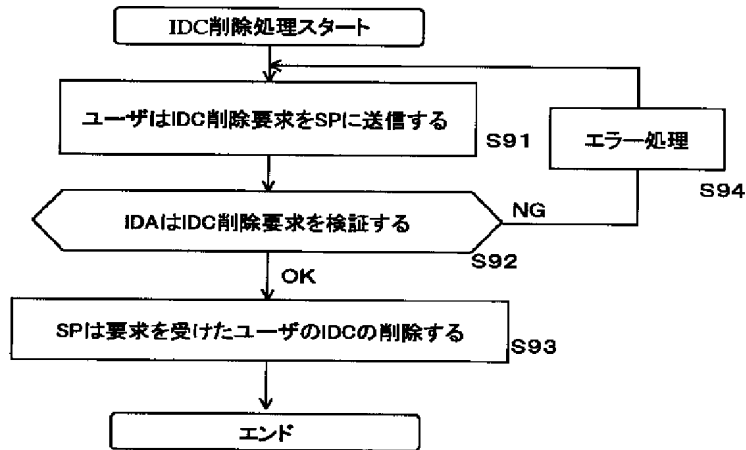 IDC削除処理スタート
ユーザはIDC削除要求をSPに送信する
S91
エラー処理
S94
IDAはIDC削除要求を検証する
NG
S92
OK
SPは要求を受けたユーザのIDCの削除する
S93
エンド